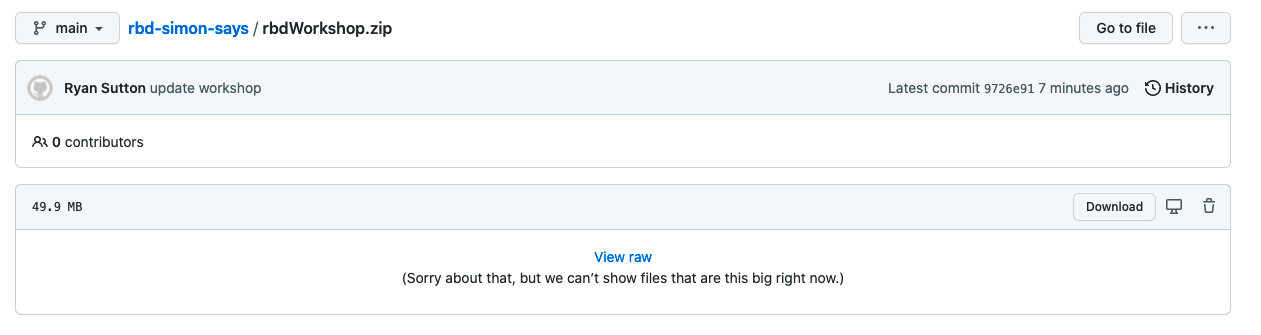 main rbd-simon-says / rbdWorkshop.zip Go to file ...
Ryan Sutton update workshop Latest commit 9726e91 7 minutes ago History
0 contributors
49.9 MB Download
View raw
(Sorry about that, but we can’t show files that are this big right now.)